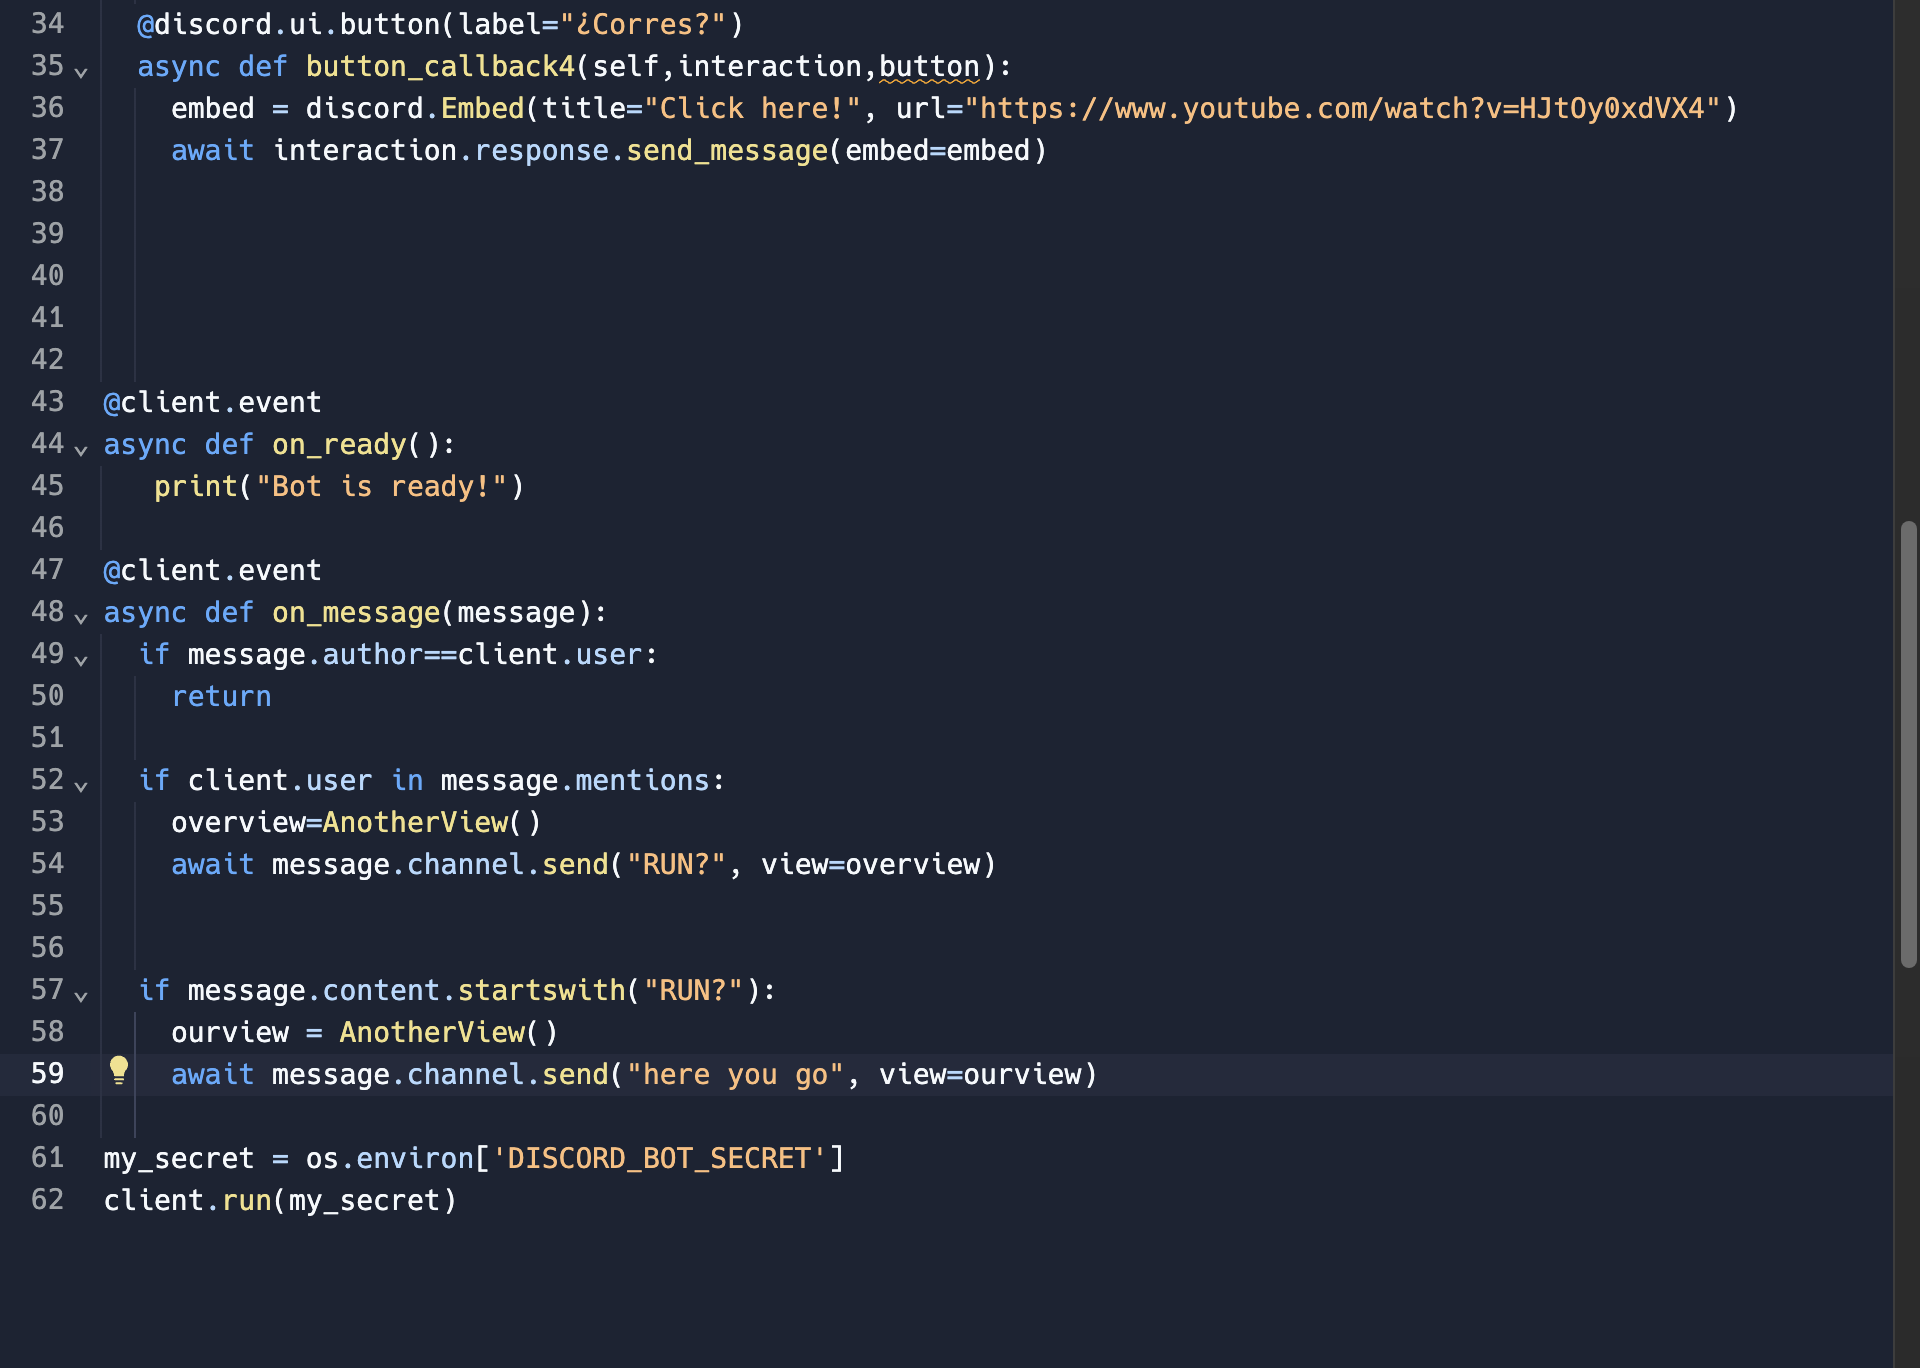 34 @discord.ui.button(label="¿Corres?")
35 async def button_callback4(self,interaction,button):
36 embed = discord.Embed(title="Click here!", url="https://www.youtube.com/watch?v=HJtOy0xdVX4")
37 await interaction.response.send_message(embed=embed)
38
39
40
41
42
43 @client.event
44 async def on_ready():
45 print("Bot is ready!")
46
47 @client.event
48 async def on_message(message):
49 if message.author==client.user:
50 return
51
52 if client.user in message.mentions:
53 overview=AnotherView()
54 await message.channel.send("RUN?", view=overview)
55
56
57 if message.content.startswith("RUN?"):
58 ourview = AnotherView()
59 await message.channel.send("here you go", view=ourview)
60
61 my_secret = os.environ['DISCORD_BOT_SECRET']
62 client.run(my_secret)